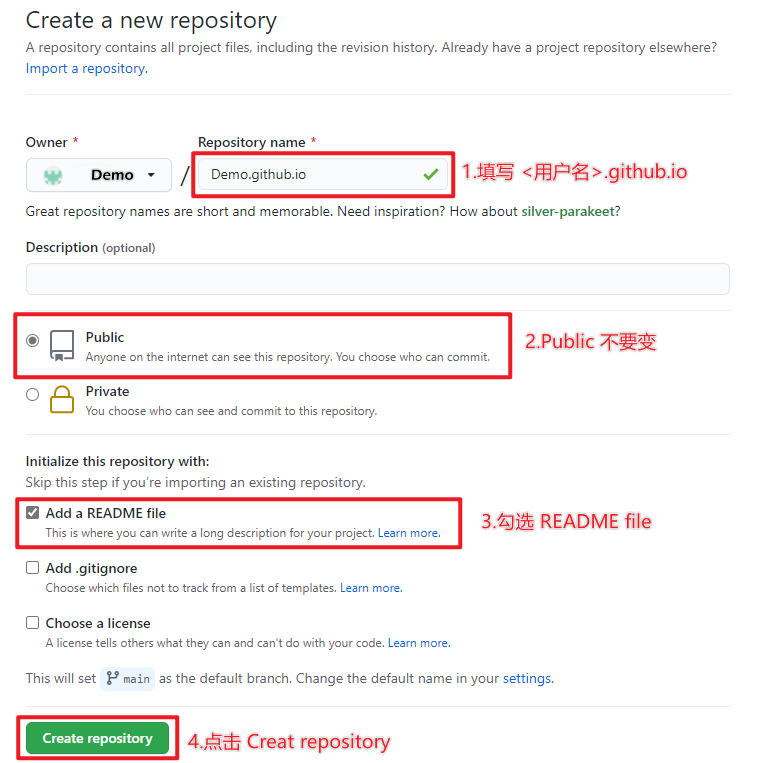 Create a new repository
A repository contains all project files, including the revision history. Already have a project repository elsewhere?
Import a repository.
Owner *
Repository name *
Demo
/
Demo.github.io
1.填写 <用户名>.github.io
Great repository names are short and memorable. Need inspiration? How about silver-parakeet?
Description (optional)
Public
Anyone on the internet can see this repository. You choose who can commit.
2.Public 不要变
Private
You choose who can see and commit to this repository.
Initialize this repository with:
Skip this step if you're importing an existing repository.
Add a README file
This is where you can write a long description for your project. Learn more.
3.勾选 README file
Add .gitignore
Choose which files not to track from a list of templates. Learn more.
Choose a license
A license tells others what they can and can't do with your code. Learn more.
This will set main as the default branch. Change the default name in your settings.
Create repository
4.点击 Creat repository